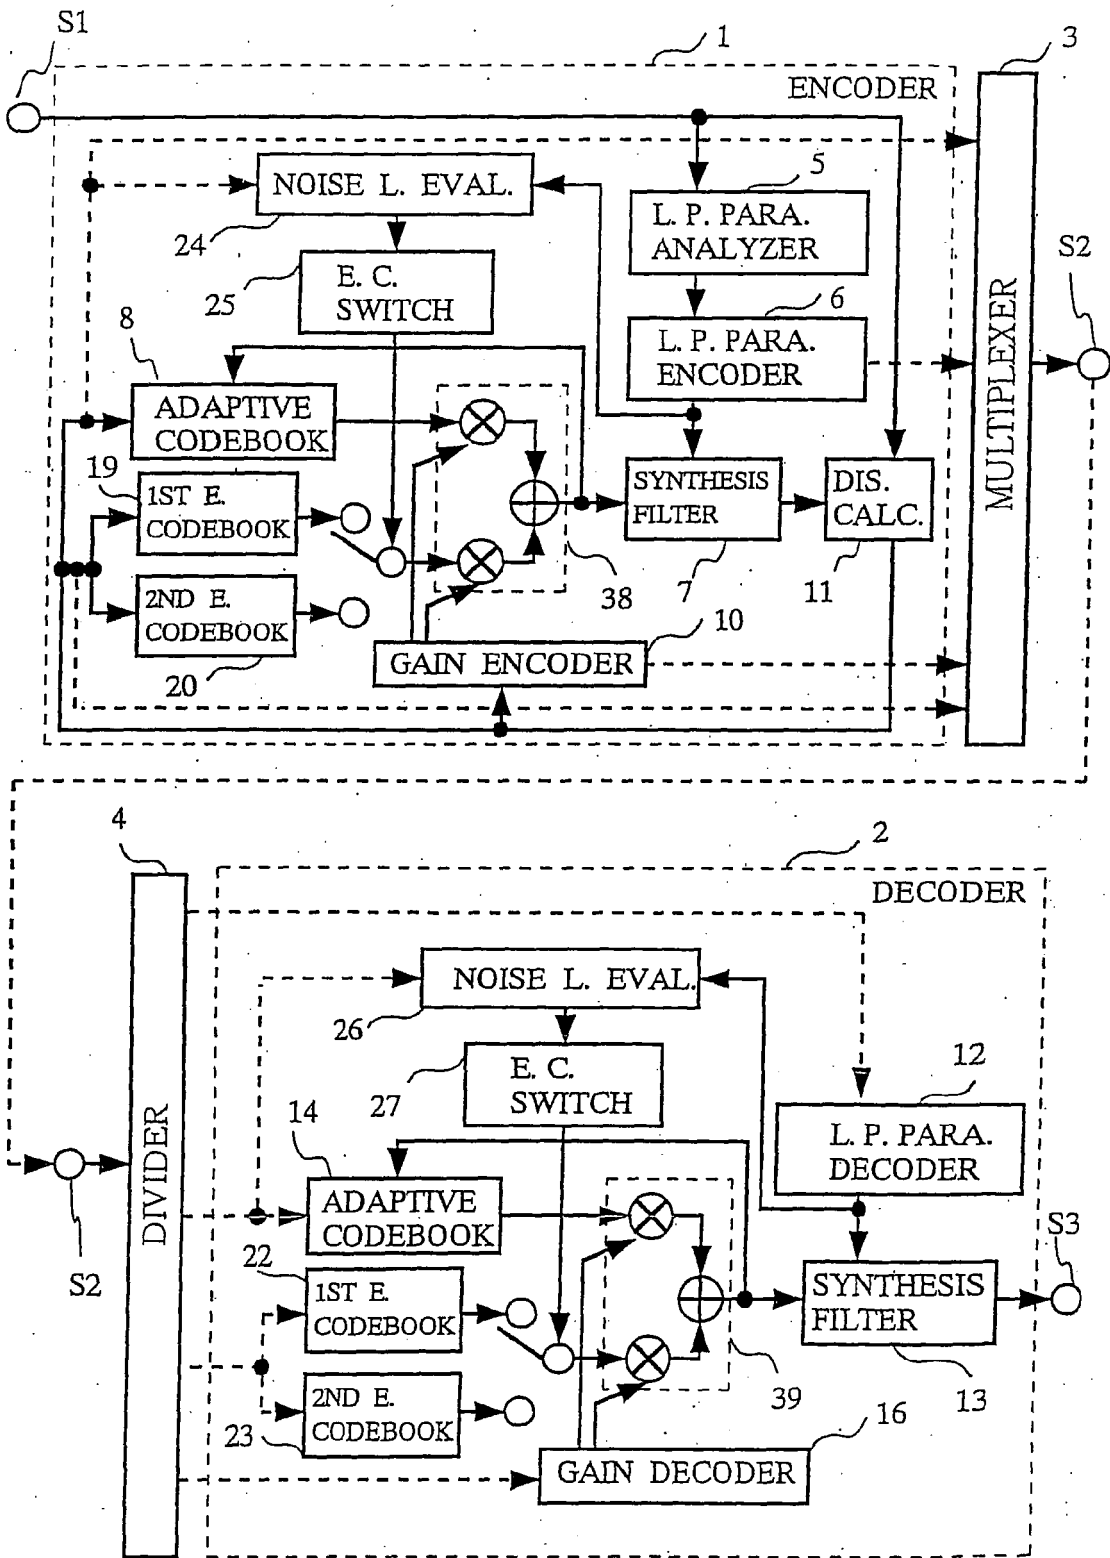 S1
1
3
ENCODER
NOISE L. EVAL.
5
24
L. P. PARA.
ANALYZER
S2
E. C.
SWITCH
25
6
8
L. P. PARA.
ENCODER
MULTIPLEXER
ADAPTIVE
CODEBOOK
19
1ST E.
CODEBOOK
SYNTHESIS
FILTER
DIS.
CALC.
2ND E.
CODEBOOK
38
7
11
10
20
GAIN ENCODER
4
2
DECODER
NOISE L. EVAL.
26
E. C.
SWITCH
27
12
14
L. P. PARA.
DECODER
DIVIDER
ADAPTIVE
CODEBOOK
S2
22
S3
1ST E.
CODEBOOK
SYNTHESIS
FILTER
2ND E.
CODEBOOK
39
13
16
23
GAIN DECODER